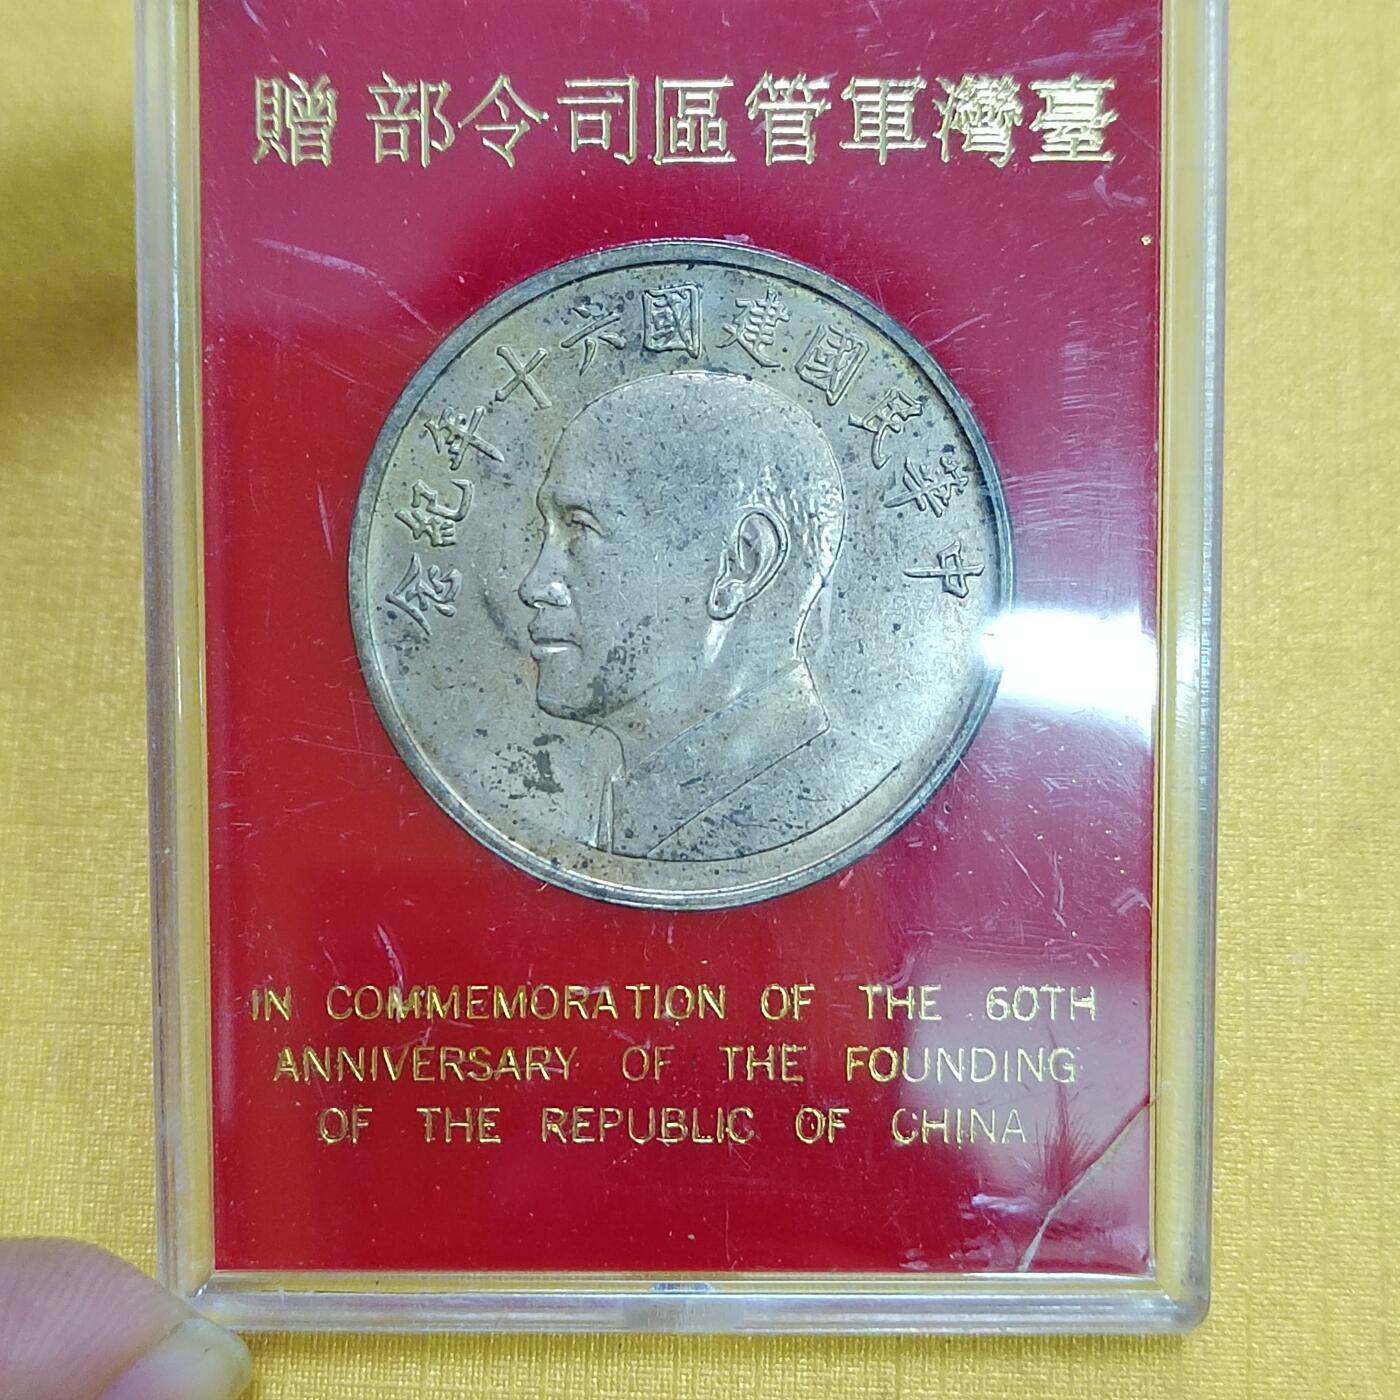 臺灣軍管區司令部 贈
中華民國建國六十年紀念
IN COMMEMORATION OF THE 60TH
ANNIVERSARY OF THE FOUNDING
OF THE REPUBLIC OF CHINA